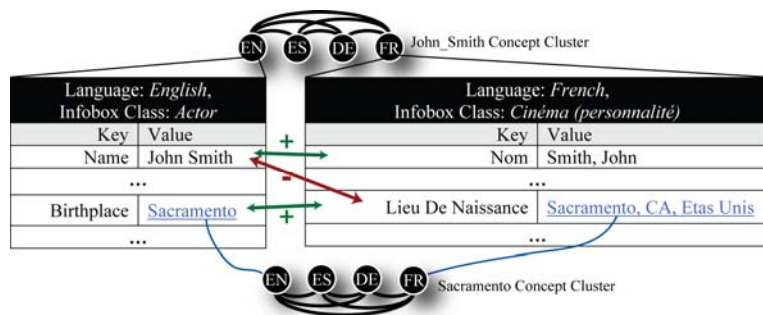 EN ES DE FR John_Smith Concept Cluster
Language: English,
Infobox Class: Actor
Key Value
Name John Smith
...
Birthplace Sacramento
...
+
-
+
Language: French,
Infobox Class: Cinéma (personnalité)
Key Value
Nom Smith, John
...
Lieu De Naissance Sacramento, CA, Etas Unis
...
EN ES DE FR
Sacramento Concept Cluster